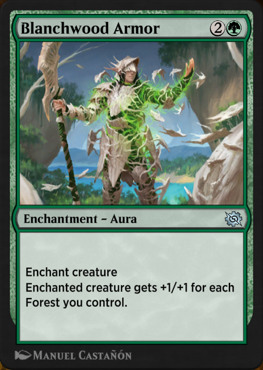 Blanchwood Armor 2
Enchantment – Aura
Enchant creature
Enchanted creature gets +1/+1 for each
Forest you control.
Manuel Castañón